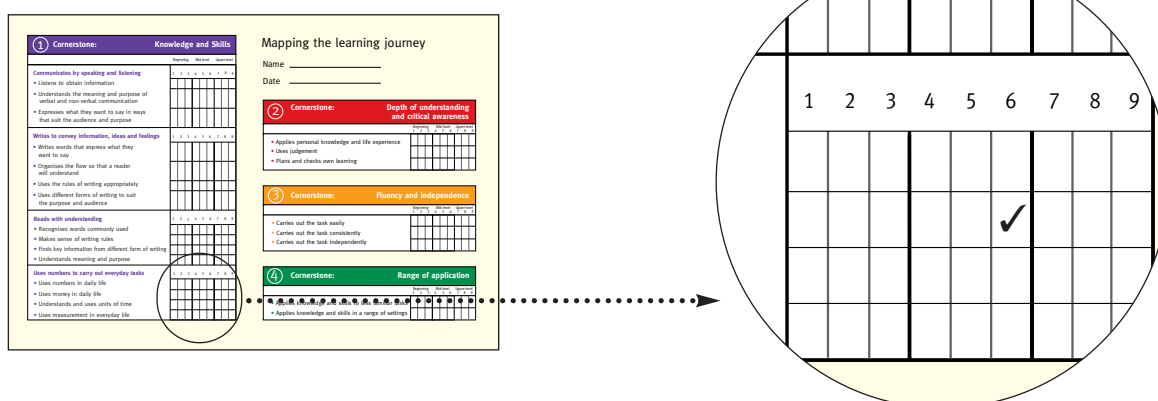 1 Cornestone: Knowledge and Skills
Beginning Mid level Upper level
Communicates by speaking and listening 1 2 3 4 5 6 7 8 9
• Listens to obtain information
• Understands the meaning and purpose of
verbal and non-verbal communication
• Expresses what they want to say in ways
that suit the audience and purpose
Writes to convey information, ideas and feelings 1 2 3 4 5 6 7 8 9
• Writes words that express what they
want to say
• Organises the flow so that a reader
will understand
• Uses the rules of writing appropriately
• Uses different forms of writing to suit
the purpose and audience
Reads with understanding 1 2 3 4 5 6 7 8 9
• Recognises words commonly used
• Makes sense of writing rules
• Finds key information from different form of writing
• Understands meaning and purpose
Uses numbers to carry out everyday tasks 1 2 3 4 5 6 7 8 9
• Uses numbers in daily life
• Uses money in daily life
• Understands and uses units of time
• Uses measurement in everyday life
Mapping the learning journey
Name
Date
2 Cornerstone: Depth of understanding
and critical awareness
Beginning Mid level Upper level
1 2 3 4 5 6 7 8 9
• Applies personal knowledge and life experience
• Uses judgement
• Plans and checks own learning
3 Cornerstone: Fluency and independence
Beginning Mid level Upper level
1 2 3 4 5 6 7 8 9
• Carries out the task easily
• Carries out the task consistently
• Carries out the task independently
4 Cornerstone: Range of application
Beginning Mid level Upper level
1 2 3 4 5 6 7 8 9
• Applies knowledge and skills to less familiar tasks
• Applies knowledge and skills in a range of settings
1 2 3 4 5 6 7 8 9
✓